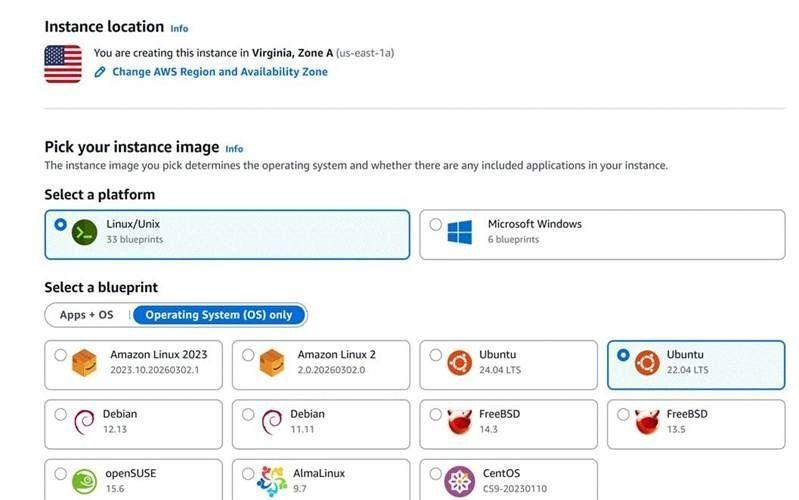 Instance location Info
You are creating this instance in Virginia, Zone A (us-east-1a)
Change AWS Region and Availability Zone
Pick your instance image Info
The instance image you pick determines the operating system and whether there are any included applications in your instance.
Select a platform
Linux/Unix
33 blueprints
Microsoft Windows
6 blueprints
Select a blueprint
Apps + OS
Operating System (OS) only
Amazon Linux 2023
2023.10.20260302.1
Amazon Linux 2
2.0.20260302.0
Ubuntu
24.04 LTS
Ubuntu
22.04 LTS
Debian
12.13
Debian
11.11
FreeBSD
14.3
FreeBSD
13.5
openSUSE
15.6
AlmaLinux
9.7
CentOS
CS9-20230110